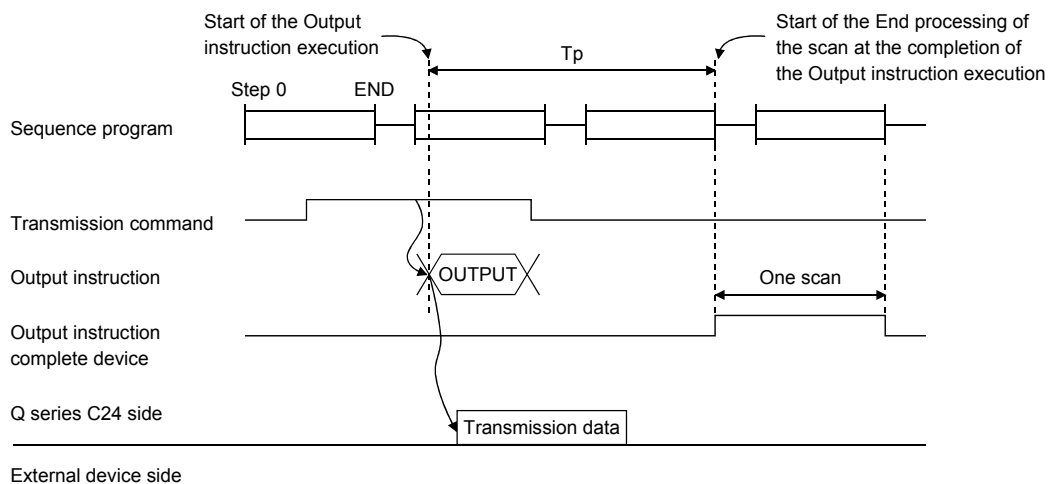 Start of the Output
instruction execution
Start of the End processing of
the scan at the completion of
the Output instruction execution
Tp
Step 0
END
Sequence program
Transmission command
Output instruction
OUTPUT
One scan
Output instruction
complete device
Q series C24 side
Transmission data
External device side